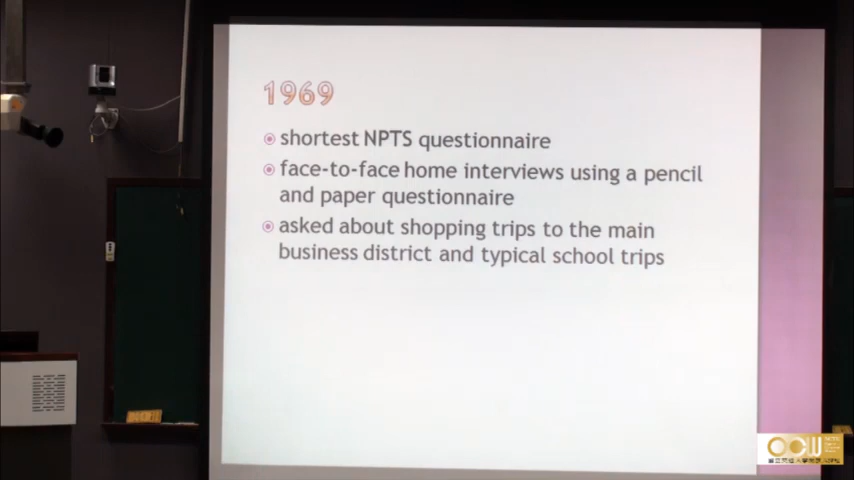 1969
shortest NPTS questionnaire
face-to-face home interviews using a pencil
and paper questionnaire
asked about shopping trips to the main
business district and typical school trips
OCW